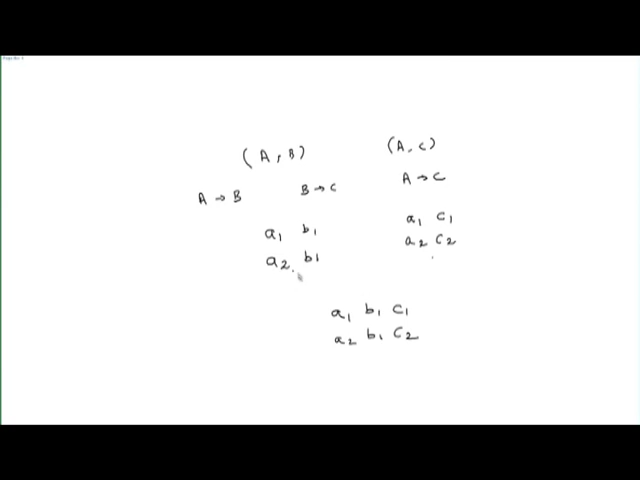 (A, B) (A, C)
A → B B → C A → C
a1 b1 a1 c1
a2 b1 a2 c2
a1 b1 c1
a2 b1 c2